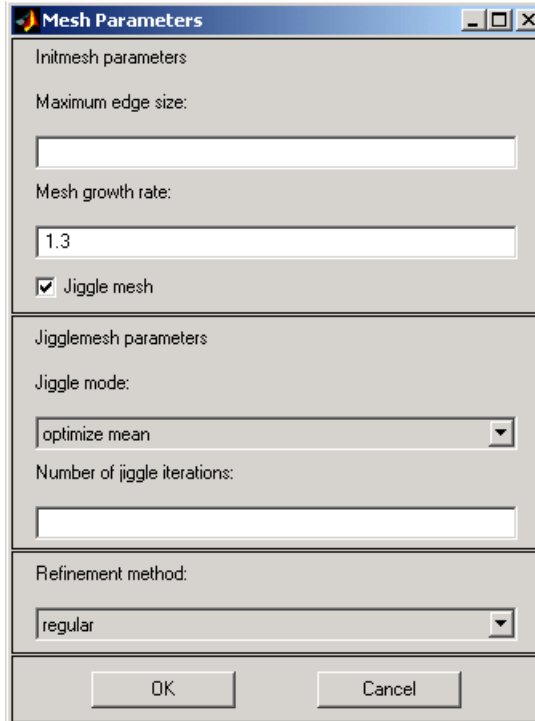 Mesh Parameters
Initmesh parameters
Maximum edge size:
Mesh growth rate:
1.3
Jiggle mesh
Jigglemesh parameters
Jiggle mode:
optimize mean
Number of jiggle iterations:
Refinement method:
regular
OK Cancel